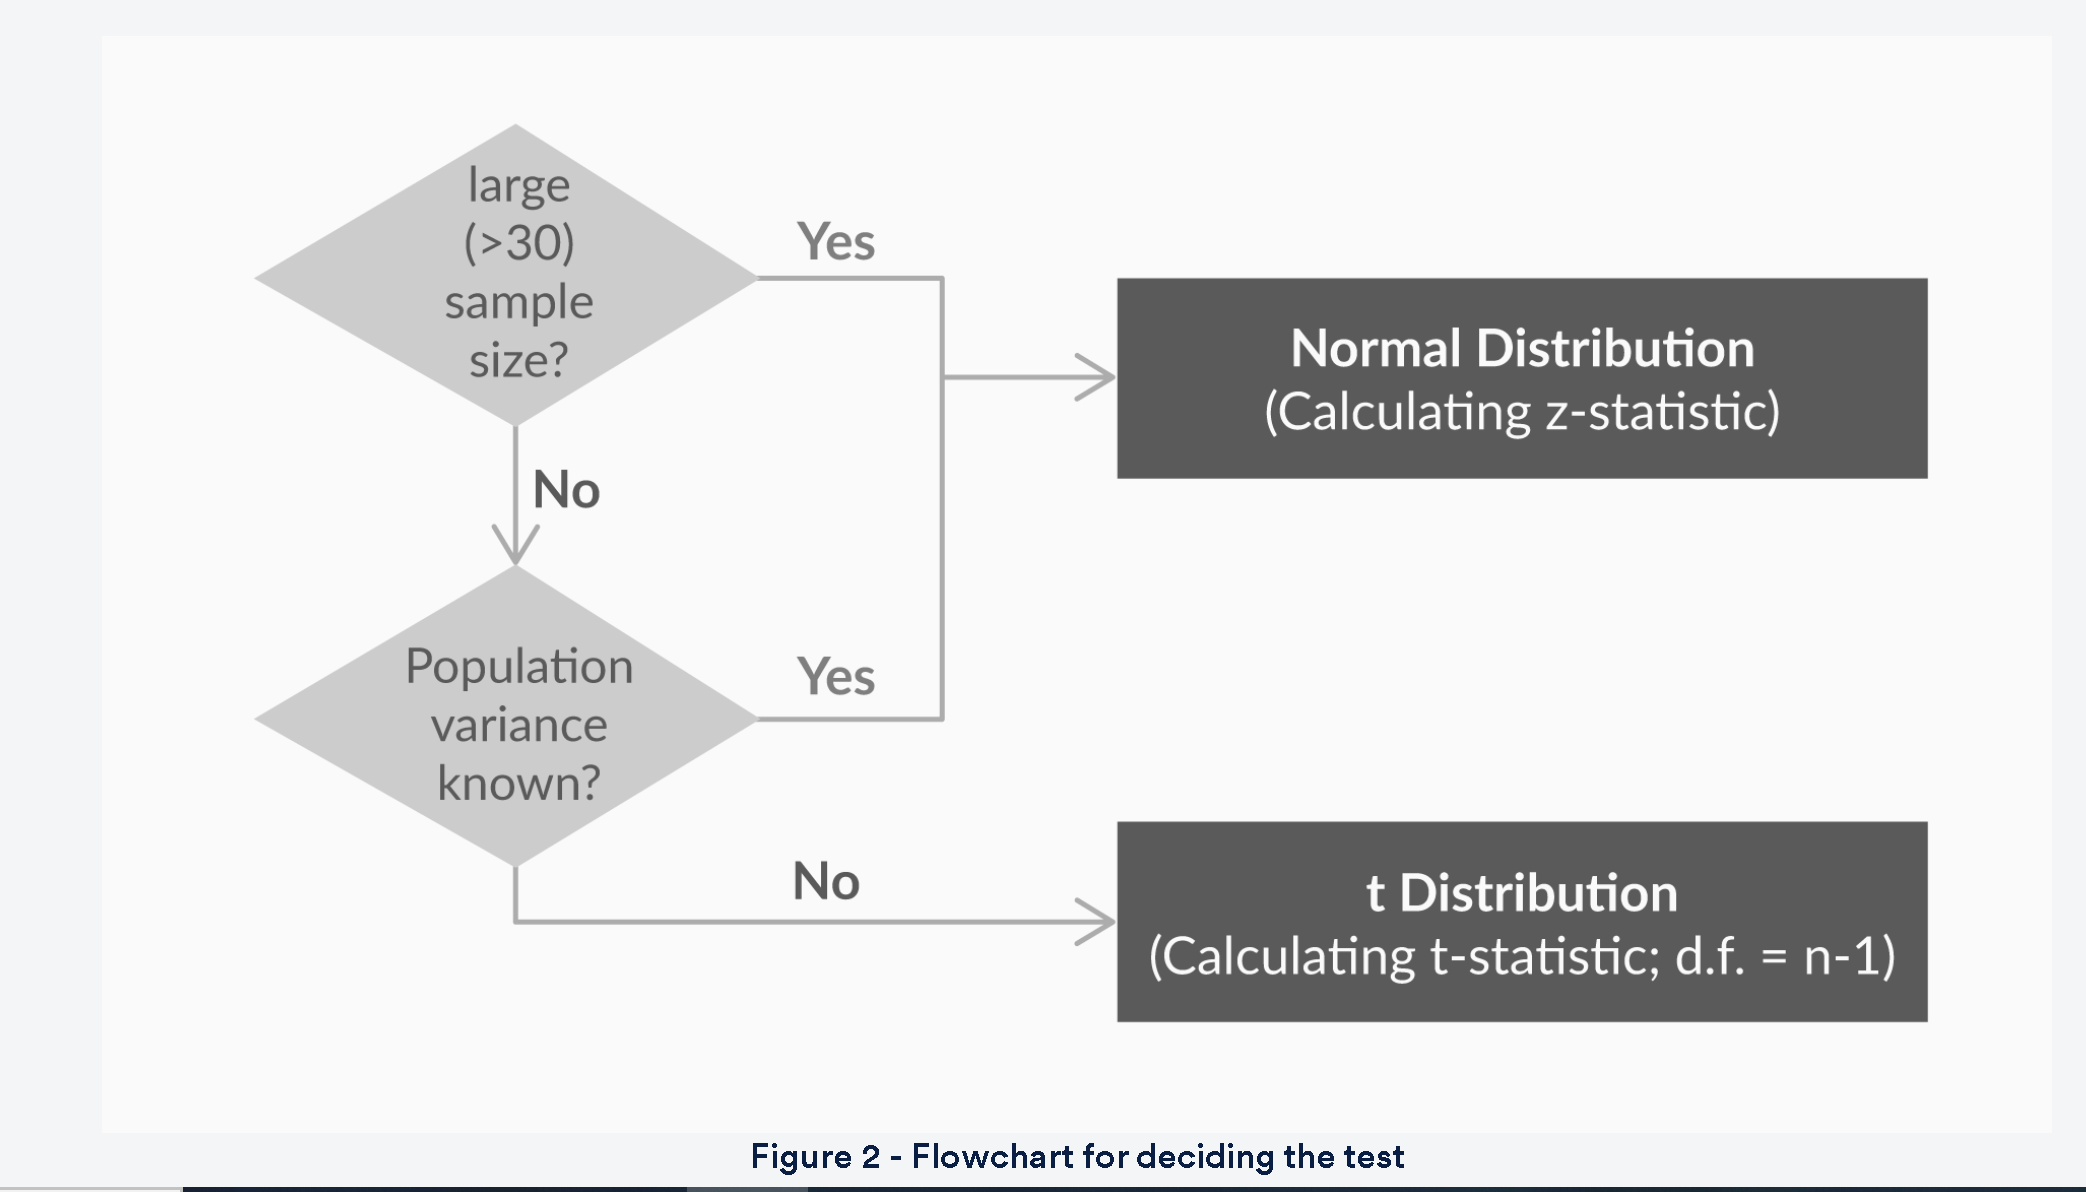 large
(>30)
sample
size?
Yes
Normal Distribution
(Calculating z-statistic)
No
Population
variance
known?
Yes
No
t Distribution
(Calculating t-statistic; d.f. = n-1)
Figure 2 - Flowchart for deciding the test